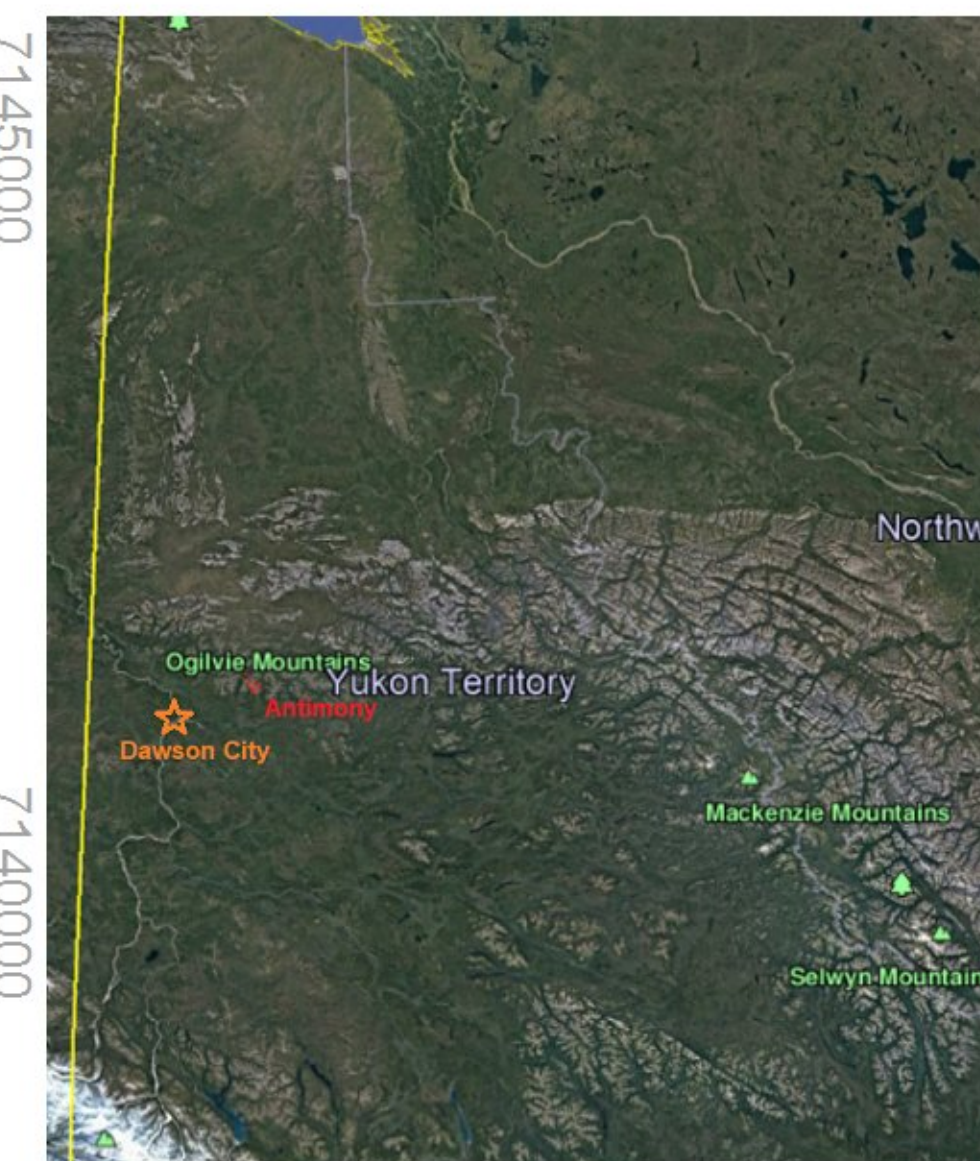 7145000
Northw
Ogilvie Mountains
Yukon Territory
Antimony
Dawson City
7140000
Mackenzie Mountains
Selwyn Mountain